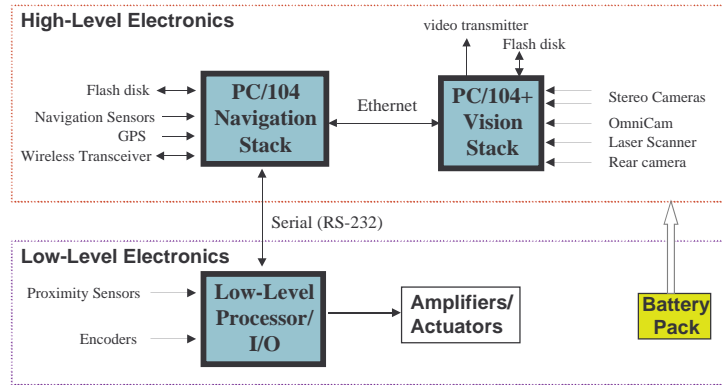 High-Level Electronics
video transmitter
Flash disk
Flash disk
Navigation Sensors
GPS
Wireless Transceiver
PC/104
Navigation
Stack
Ethernet
PC/104+
Vision
Stack
Stereo Cameras
OmniCam
Laser Scanner
Rear camera
Serial (RS-232)
Low-Level Electronics
Proximity Sensors
Encoders
Low-Level
Processor/
I/O
Amplifiers/
Actuators
Battery
Pack